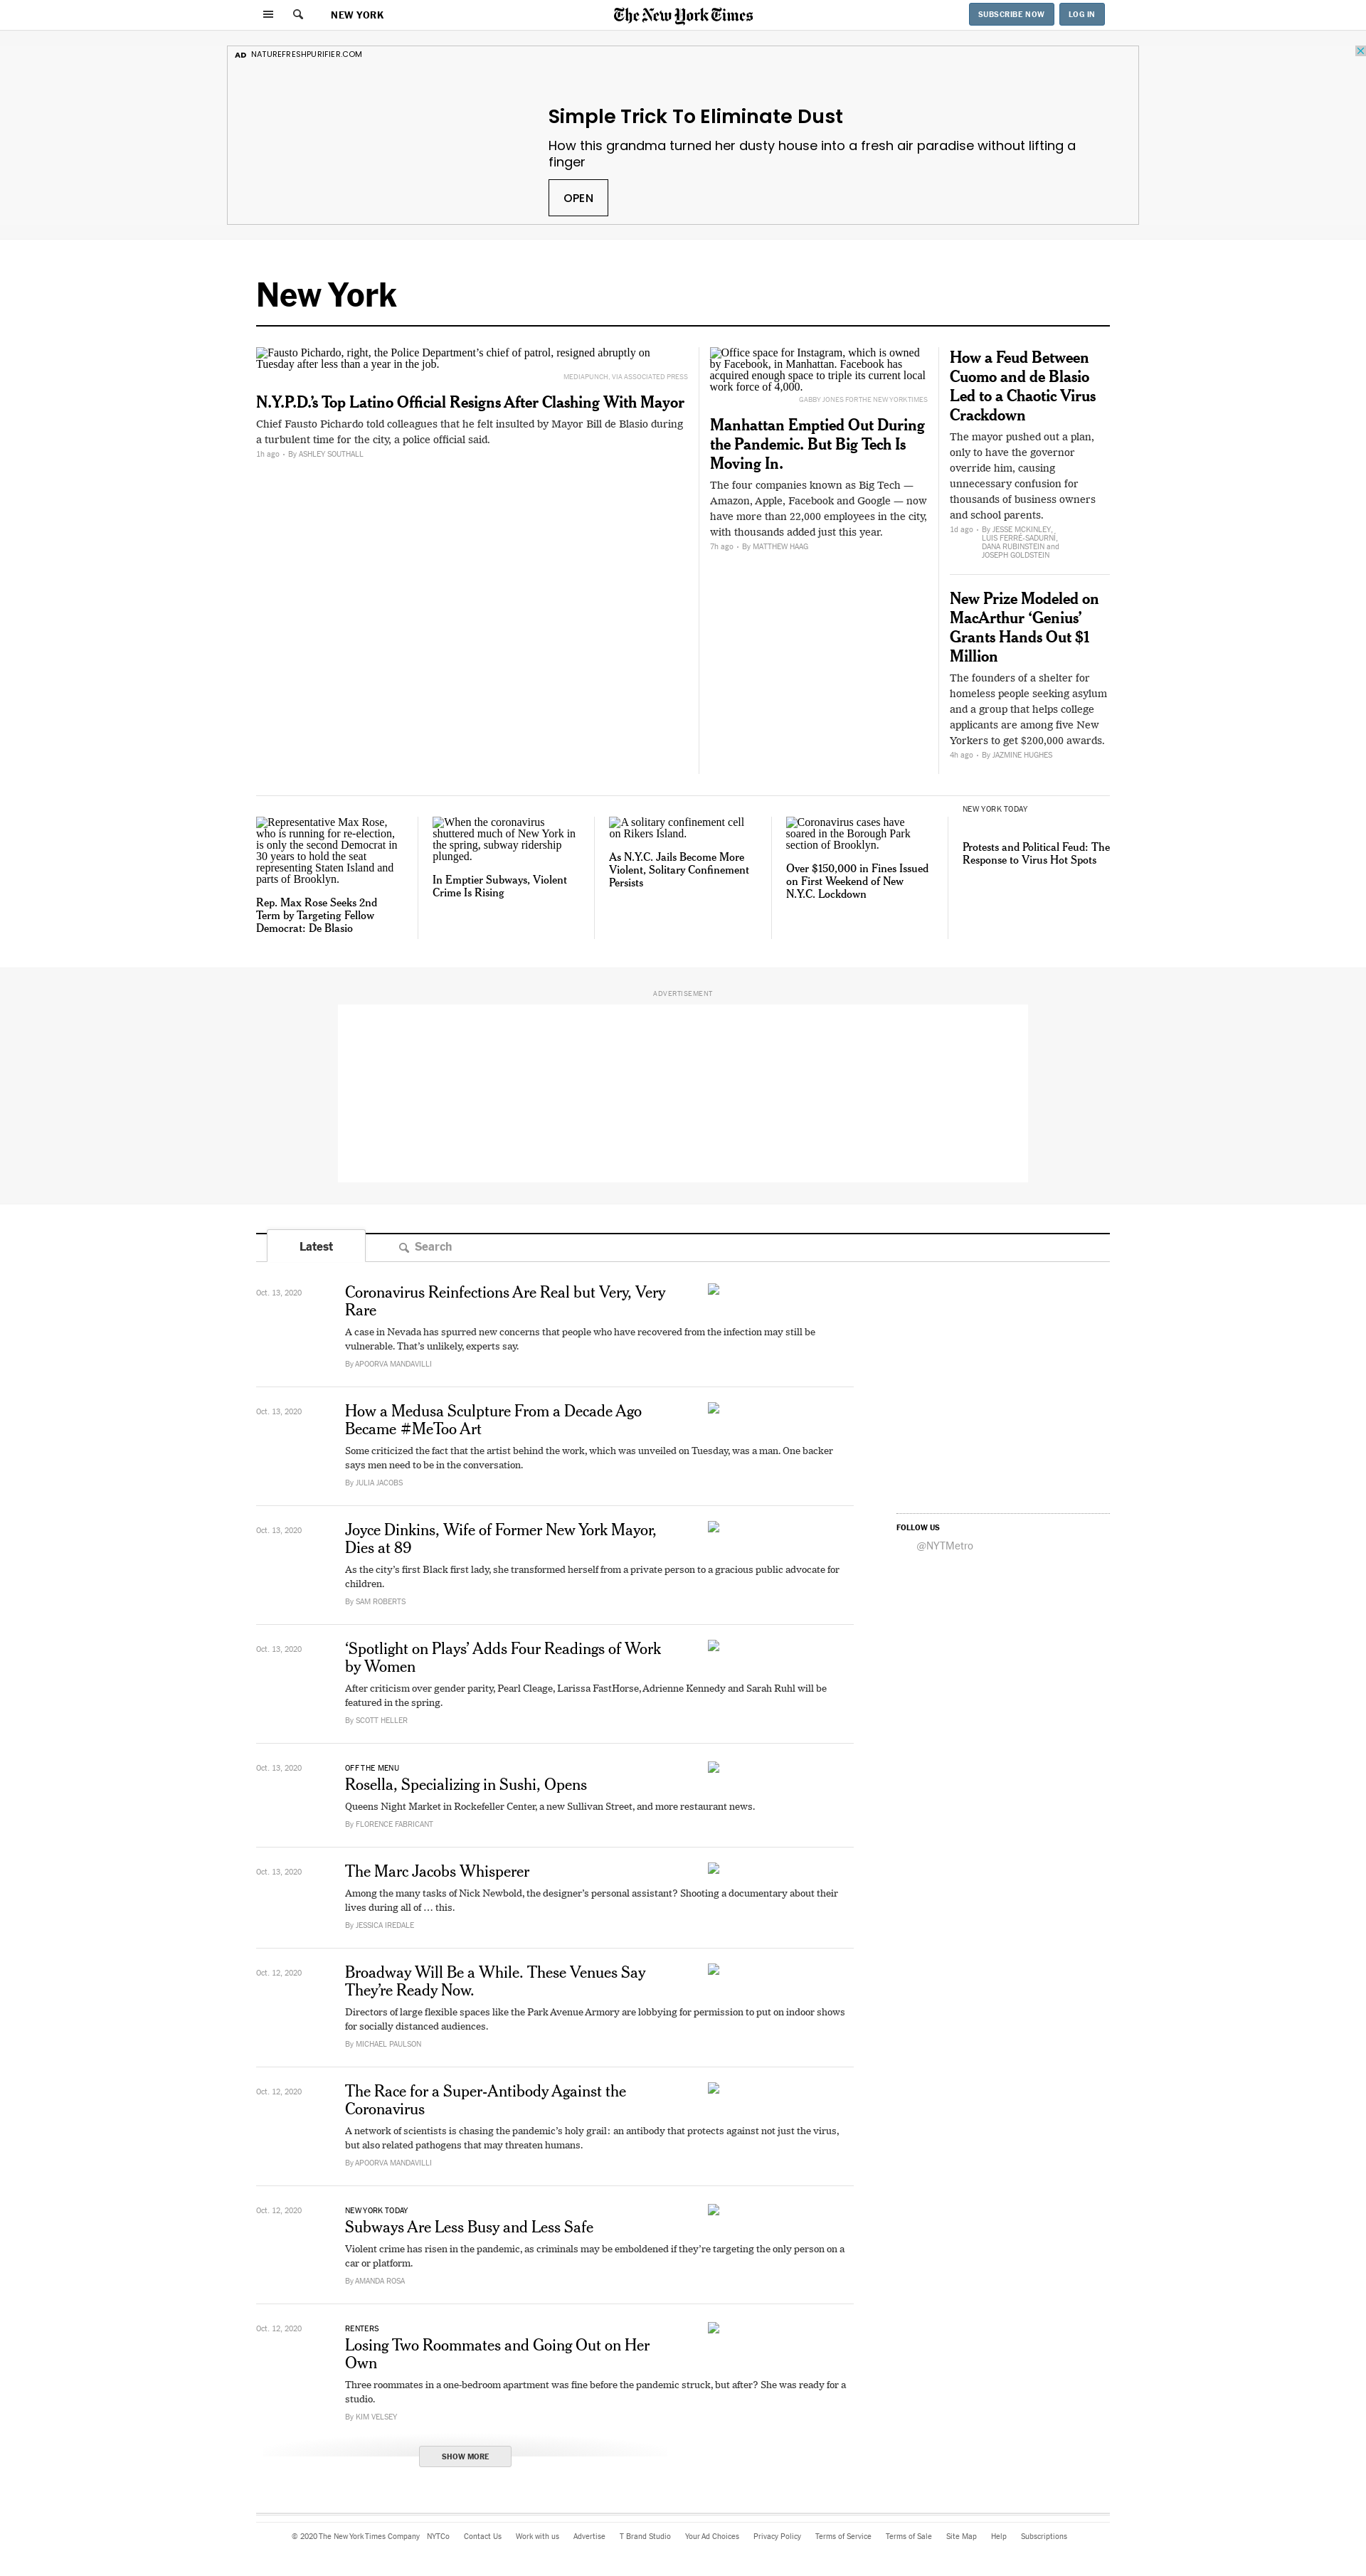 NEW YORK
The New York Times
SUBSCRIBE NOW
LOG IN
AD NATUREFRESHPURIFIER.COM
Simple Trick To Eliminate Dust
How this grandma turned her dusty house into a fresh air paradise without lifting a
finger
OPEN
New York
Fausto Pichardo, right, the Police Department’s chief of patrol, resigned abruptly on
Tuesday after less than a year in the job.
MEDIAPUNCH, VIA ASSOCIATED PRESS
N.Y.P.D.’s Top Latino Official Resigns After Clashing With Mayor
Chief Fausto Pichardo told colleagues that he felt insulted by Mayor Bill de Blasio during
a turbulent time for the city, a police official said.
1h ago • By ASHLEY SOUTHALL
Office space for Instagram, which is owned
by Facebook, in Manhattan. Facebook has
acquired enough space to triple its current local
work force of 4,000.
GABBY JONES FOR THE NEW YORK TIMES
Manhattan Emptied Out During
the Pandemic. But Big Tech Is
Moving In.
The four companies known as Big Tech —
Amazon, Apple, Facebook and Google — now
have more than 22,000 employees in the city,
with thousands added just this year.
7h ago • By MATTHEW HAAG
How a Feud Between
Cuomo and de Blasio
Led to a Chaotic Virus
Crackdown
The mayor pushed out a plan,
only to have the governor
override him, causing
unnecessary confusion for
thousands of business owners
and school parents.
1d ago • By JESSE MCKINLEY,
LUIS FERRÉ-SADURNÍ,
DANA RUBINSTEIN and
JOSEPH GOLDSTEIN
New Prize Modeled on
MacArthur ‘Genius’
Grants Hands Out $1
Million
The founders of a shelter for
homeless people seeking asylum
and a group that helps college
applicants are among five New
Yorkers to get $200,000 awards.
4h ago • By JAZMINE HUGHES
Representative Max Rose,
who is running for re-election,
is only the second Democrat in
30 years to hold the seat
representing Staten Island and
parts of Brooklyn.
Rep. Max Rose Seeks 2nd
Term by Targeting Fellow
Democrat: De Blasio
When the coronavirus
shuttered much of New York in
the spring, subway ridership
plunged.
In Emptier Subways, Violent
Crime Is Rising
A solitary confinement cell
on Rikers Island.
As N.Y.C. Jails Become More
Violent, Solitary Confinement
Persists
Coronavirus cases have
soared in the Borough Park
section of Brooklyn.
Over $150,000 in Fines Issued
on First Weekend of New
N.Y.C. Lockdown
NEW YORK TODAY
Protests and Political Feud: The
Response to Virus Hot Spots
ADVERTISEMENT
Latest
Search
Oct. 13, 2020
Coronavirus Reinfections Are Real but Very, Very
Rare
A case in Nevada has spurred new concerns that people who have recovered from the infection may still be
vulnerable. That’s unlikely, experts say.
By APOORVA MANDAVILLI
Oct. 13, 2020
How a Medusa Sculpture From a Decade Ago
Became #MeToo Art
Some criticized the fact that the artist behind the work, which was unveiled on Tuesday, was a man. One backer
says men need to be in the conversation.
By JULIA JACOBS
Oct. 13, 2020
Joyce Dinkins, Wife of Former New York Mayor,
Dies at 89
As the city’s first Black first lady, she transformed herself from a private person to a gracious public advocate for
children.
By SAM ROBERTS
FOLLOW US
@NYTMetro
Oct. 13, 2020
‘Spotlight on Plays’ Adds Four Readings of Work
by Women
After criticism over gender parity, Pearl Cleage, Larissa FastHorse, Adrienne Kennedy and Sarah Ruhl will be
featured in the spring.
By SCOTT HELLER
Oct. 13, 2020
OFF THE MENU
Rosella, Specializing in Sushi, Opens
Queens Night Market in Rockefeller Center, a new Sullivan Street, and more restaurant news.
By FLORENCE FABRICANT
Oct. 13, 2020
The Marc Jacobs Whisperer
Among the many tasks of Nick Newbold, the designer’s personal assistant? Shooting a documentary about their
lives during all of … this.
By JESSICA IREDALE
Oct. 12, 2020
Broadway Will Be a While. These Venues Say
They’re Ready Now.
Directors of large flexible spaces like the Park Avenue Armory are lobbying for permission to put on indoor shows
for socially distanced audiences.
By MICHAEL PAULSON
Oct. 12, 2020
The Race for a Super-Antibody Against the
Coronavirus
A network of scientists is chasing the pandemic’s holy grail: an antibody that protects against not just the virus,
but also related pathogens that may threaten humans.
By APOORVA MANDAVILLI
Oct. 12, 2020
NEW YORK TODAY
Subways Are Less Busy and Less Safe
Violent crime has risen in the pandemic, as criminals may be emboldened if they’re targeting the only person on a
car or platform.
By AMANDA ROSA
Oct. 12, 2020
RENTERS
Losing Two Roommates and Going Out on Her
Own
Three roommates in a one-bedroom apartment was fine before the pandemic struck, but after? She was ready for a
studio.
By KIM VELSEY
SHOW MORE
© 2020 The New York Times Company NYTCo Contact Us Work with us Advertise T Brand Studio Your Ad Choices Privacy Policy Terms of Service Terms of Sale Site Map Help Subscriptions